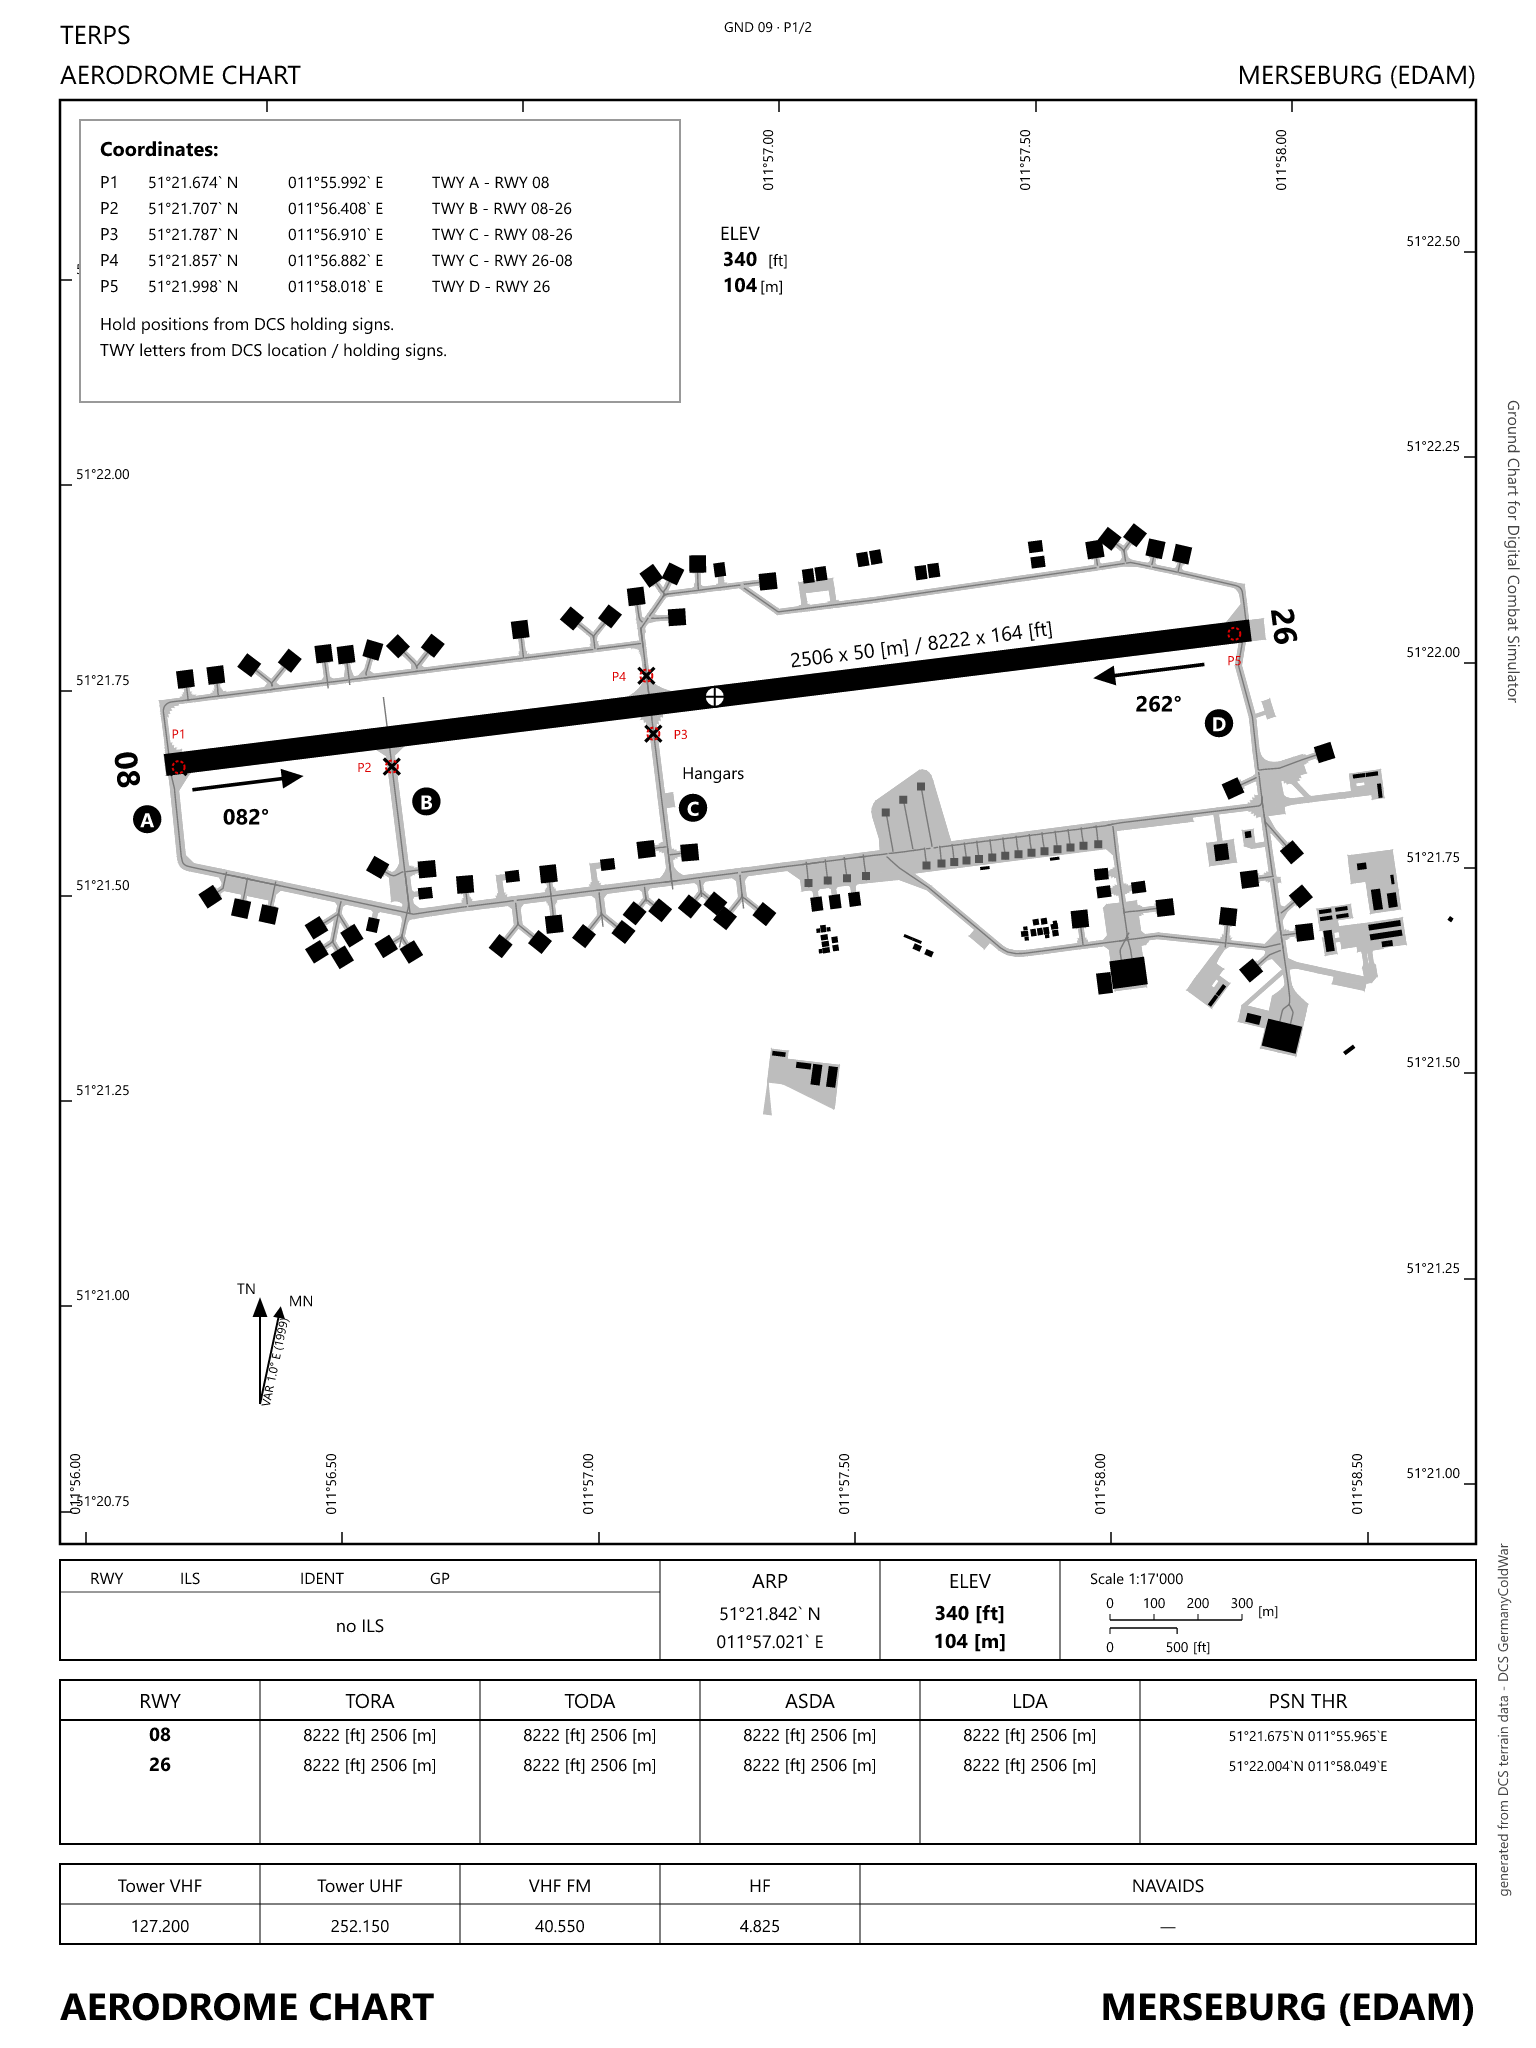 GND 09 · P1/2
TERPS
AERODROME CHART
MERSEBURG (EDAM)
Coordinates:
P1 51°21.674` N 011°55.992` E TWY A - RWY 08
P2 51°21.707` N 011°56.408` E TWY B - RWY 08-26
P3 51°21.787` N 011°56.910` E TWY C - RWY 08-26
P4 51°21.857` N 011°56.882` E TWY C - RWY 26-08
P5 51°21.998` N 011°58.018` E TWY D - RWY 26
Hold positions from DCS holding signs.
TWY letters from DCS location / holding signs.
011°57.00
011°57.50
011°58.00
ELEV
340 [ft]
104 [m]
51°22.50
51°22.25
51°22.00
51°22.00
51°21.75
51°21.75
51°21.50
51°21.50
51°21.25
51°21.25
51°21.00
51°21.00
51°20.75
2506 x 50 [m] / 8222 x 164 [ft]
26
P5
262°
D
P4
P3
P1
P2
08
082°
A
B
C
Hangars
TN
MN
VAR 1.0° E (1999)
011°56.00
011°56.50
011°57.00
011°57.50
011°58.00
011°58.50
Ground Chart for Digital Combat Simulator
generated from DCS terrain data - DCS GermanyColdWar
RWY ILS IDENT GP
no ILS
ARP
51°21.842` N
011°57.021` E
ELEV
340 [ft]
104 [m]
Scale 1:17'000
0 100 200 300 [m]
0 500 [ft]
RWY TORA TODA ASDA LDA PSN THR
08 8222 [ft] 2506 [m] 8222 [ft] 2506 [m] 8222 [ft] 2506 [m] 8222 [ft] 2506 [m] 51°21.675`N 011°55.965`E
26 8222 [ft] 2506 [m] 8222 [ft] 2506 [m] 8222 [ft] 2506 [m] 8222 [ft] 2506 [m] 51°22.004`N 011°58.049`E
Tower VHF Tower UHF VHF FM HF NAVAIDS
127.200 252.150 40.550 4.825 —
AERODROME CHART
MERSEBURG (EDAM)